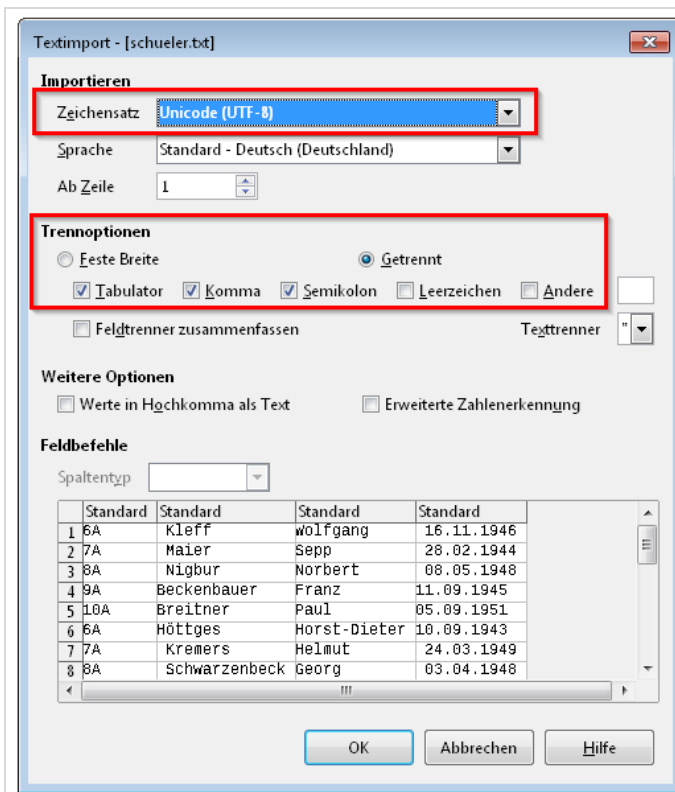 Textimport - [schueler.txt]
Importieren
Zeichensatz Unicode (UTF-8)
Sprache Standard - Deutsch (Deutschland)
Ab Zeile 1
Trennoptionen
Feste Breite Getrennt
Tabulator Komma Semikolon Leerzeichen Andere
Feldtrenner zusammenfassen Texttrenner "
Weitere Optionen
Werte in Hochkomma als Text Erweiterte Zahlenerkennung
Feldbefehle
Spaltentyp
Standard Standard Standard Standard
1 6A Kleff Wolfgang 16.11.1946
2 7A Maier Sepp 28.02.1944
3 8A Nigbur Norbert 08.05.1948
4 9A Beckenbauer Franz 11.09.1945
5 10A Breitner Paul 05.09.1951
6 6A Höttges Horst-Dieter 10.09.1943
7 7A Kremers Helmut 24.03.1949
8 8A Schwarzenbeck Georg 03.04.1948
OK Abbrechen Hilfe